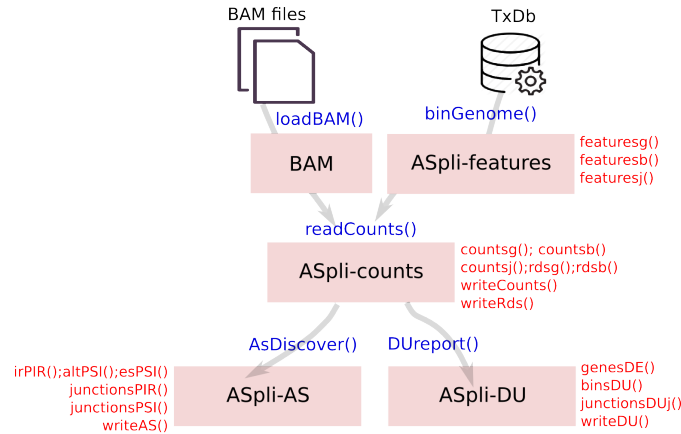 BAM files
TxDb
loadBAM()
binGenome()
BAM
ASpli-features
featuresg()
featuresb()
featuresj()
readCounts()
ASpli-counts
countsg(); countsb()
countsj();rdsg();rdsb()
writeCounts()
writeRds()
AsDiscover()
DUreport()
irPIR();altPSI();esPSI()
junctionsPIR()
junctionsPSI()
writeAS()
ASpli-AS
ASpli-DU
genesDE()
binsDU()
junctionsDUj()
writeDU()